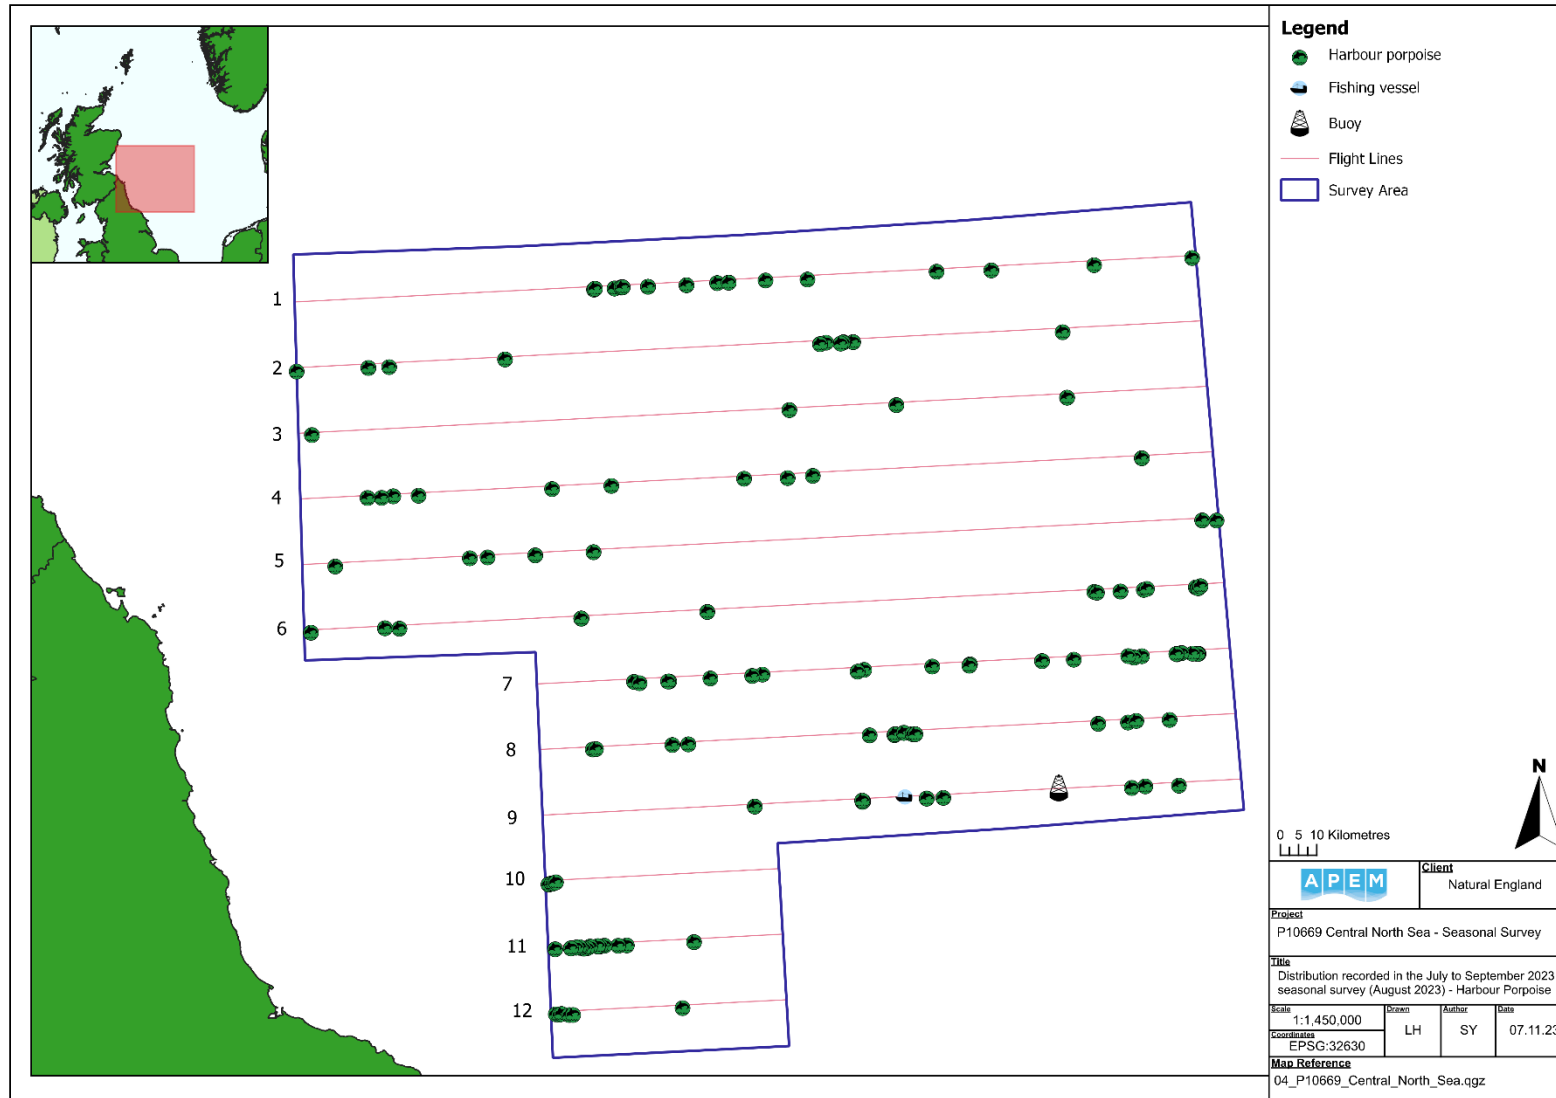 Legend
Harbour porpoise
Fishing vessel
Buoy
Flight Lines
Survey Area
1
2
3
4
5
6
7
8
9
10
11
12
N
0 5 10 Kilometres
APEM
Client
Natural England
Project
P10669 Central North Sea - Seasonal Survey
Title
Distribution recorded in the July to September 2023
seasonal survey (August 2023) - Harbour Porpoise
Scale
1:1,450,000
Drawn
LH
Author
SY
Date
07.11.23
Coordinates
EPSG:32630
Map Reference
04_P10669_Central_North_Sea.qgz